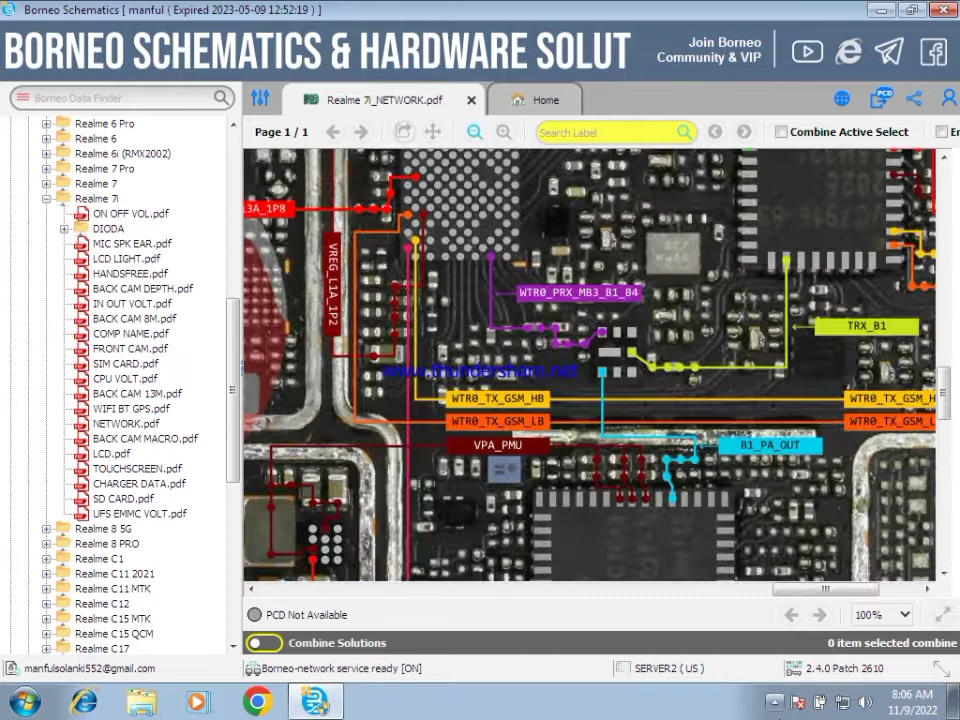 Borneo Schematics [ manful ( Expired 2023-05-09 12:52:19 ) ]
BORNEO SCHEMATICS & HARDWARE SOLUT
Join Borneo
Community & VIP
Borneo Data Finder
Realme 7i_NETWORK.pdf
Home
PCD
Page 1 / 1
Search Label
Combine Active Select
Er
Realme 6 Pro
Realme 6
Realme 6i (RMX2002)
Realme 7 Pro
Realme 7
Realme 7i
ON OFF VOL.pdf
DIODA
MIC SPK EAR.pdf
LCD LIGHT.pdf
HANDSFREE.pdf
BACK CAM DEPTH.pdf
IN OUT VOLT.pdf
BACK CAM 8M.pdf
COMP NAME.pdf
FRONT CAM.pdf
SIM CARD.pdf
CPU VOLT.pdf
BACK CAM 13M.pdf
WIFI BT GPS.pdf
NETWORK.pdf
BACK CAM MACRO.pdf
LCD.pdf
TOUCHSCREEN.pdf
CHARGER DATA.pdf
SD CARD.pdf
UFS EMMC VOLT.pdf
Realme 8 5G
Realme 8 PRO
Realme C1
Realme C11 2021
Realme C11 MTK
Realme C12
Realme C15 MTK
Realme C15 QCM
Realme C17
3A_1P8
VREG_L1A_1P2
WTR0_PRX_MB3_B1_B4
TRX_B1
www.thundershare.net
WTR0_TX_GSM_HB
WTR0_TX_GSM_H
WTR0_TX_GSM_LB
WTR0_TX_GSM_L
VPA_PMU
B1_PA_OUT
PCD Not Available
100%
Combine Solutions
0 item selected combine
manfulsolanki552@gmail.com
Borneo-network service ready [ON]
SERVER2 ( US )
2.4.0 Patch 2610
8:06 AM
11/9/2022